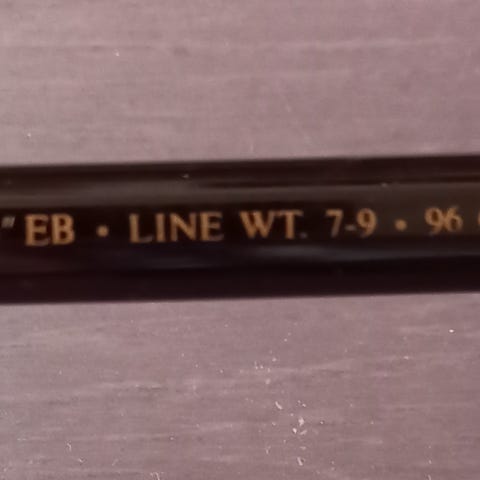 " EB • LINE WT. 7-9 • 96